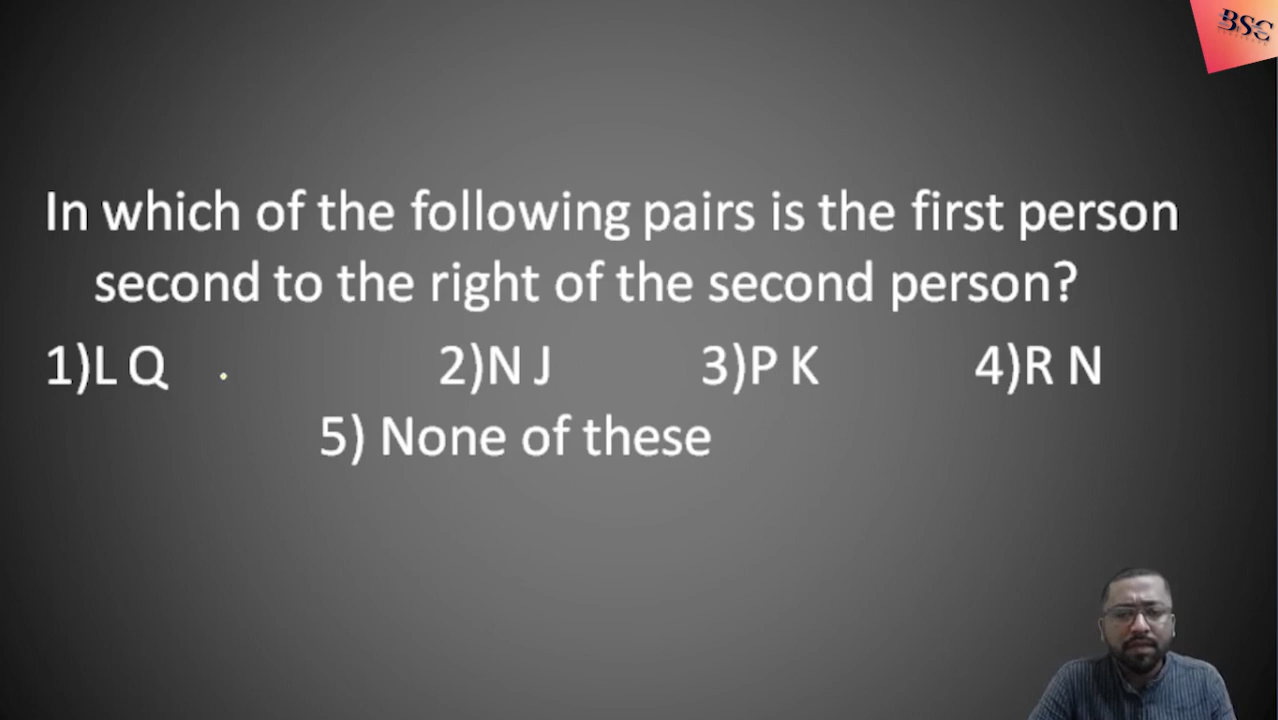 BSC
In which of the following pairs is the first person
second to the right of the second person?
1)L Q 2)N J 3)P K 4)R N
5) None of these